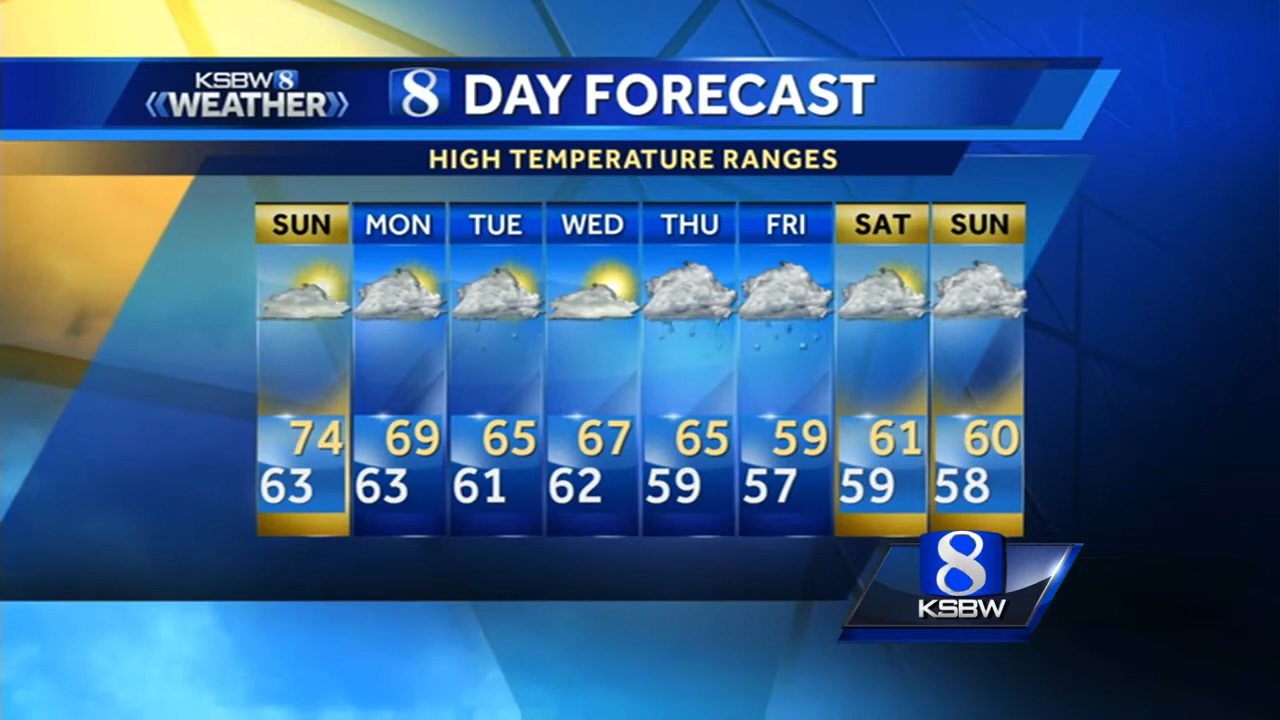 KSBW 8
WEATHER
8 DAY FORECAST
HIGH TEMPERATURE RANGES
SUN MON TUE WED THU FRI SAT SUN
74 69 65 67 65 59 61 60
63 63 61 62 59 57 59 58
8
KSBW